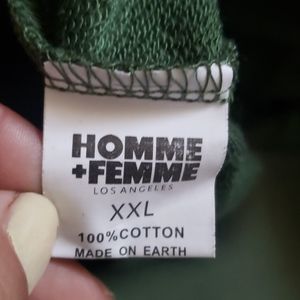 HOMME
+FEMME
LOS ANGELES
XXL
100%COTTON
MADE ON EARTH